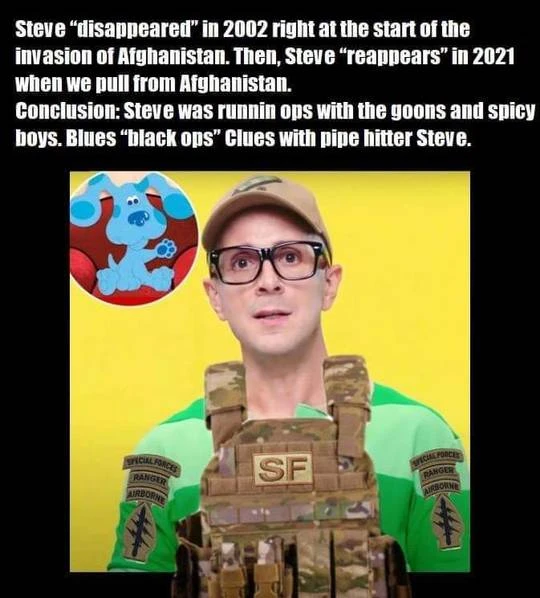 Steve “disappeared” in 2002 right at the start of the
invasion of Afghanistan. Then, Steve “reappears” in 2021
when we pull from Afghanistan.
Conclusion: Steve was runnin ops with the goons and spicy
boys. Blues “black ops” Clues with pipe hitter Steve.
SF
SPECIAL FORCES
RANGER
AIRBORNE
SPECIAL FORCES
RANGER
AIRBORNE